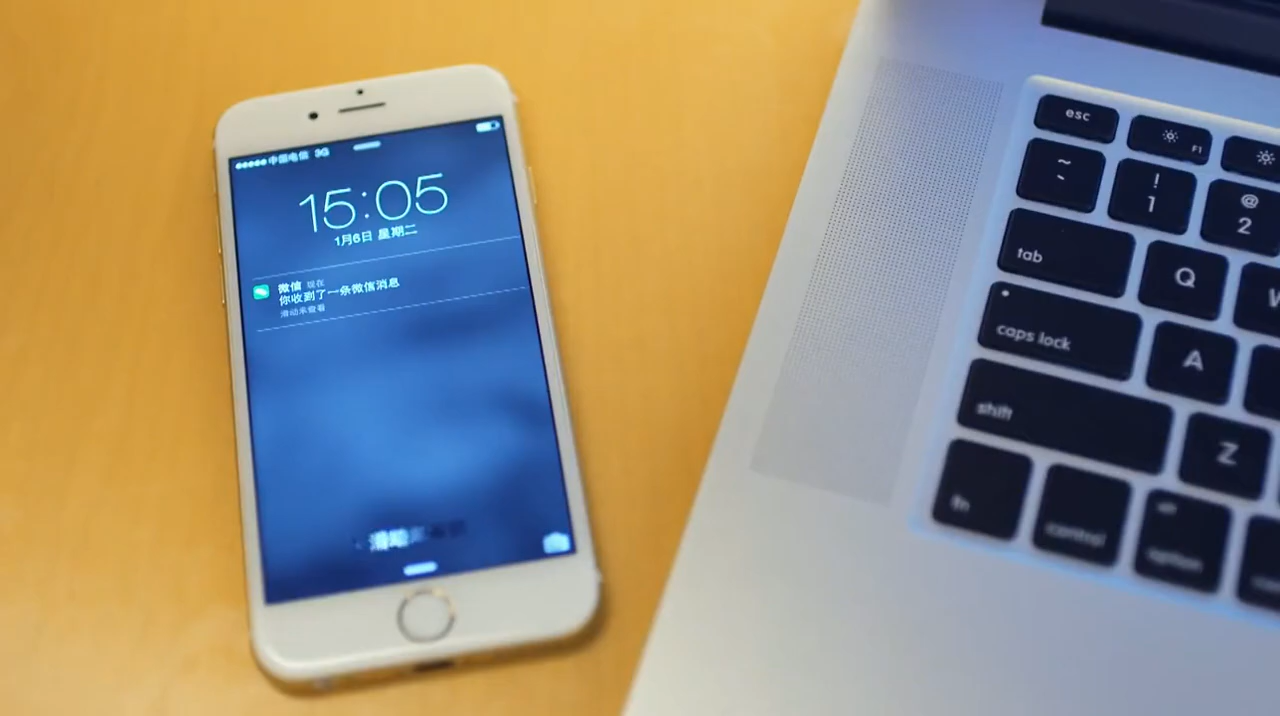 中国电信 3G
15:05
1月6日 星期二
微信 现在
你收到了一条微信消息
滑动来查看
esc
F1
~
`
!
1
@
2
tab
Q
W
caps lock
A
shift
Z
fn
control
alt
option